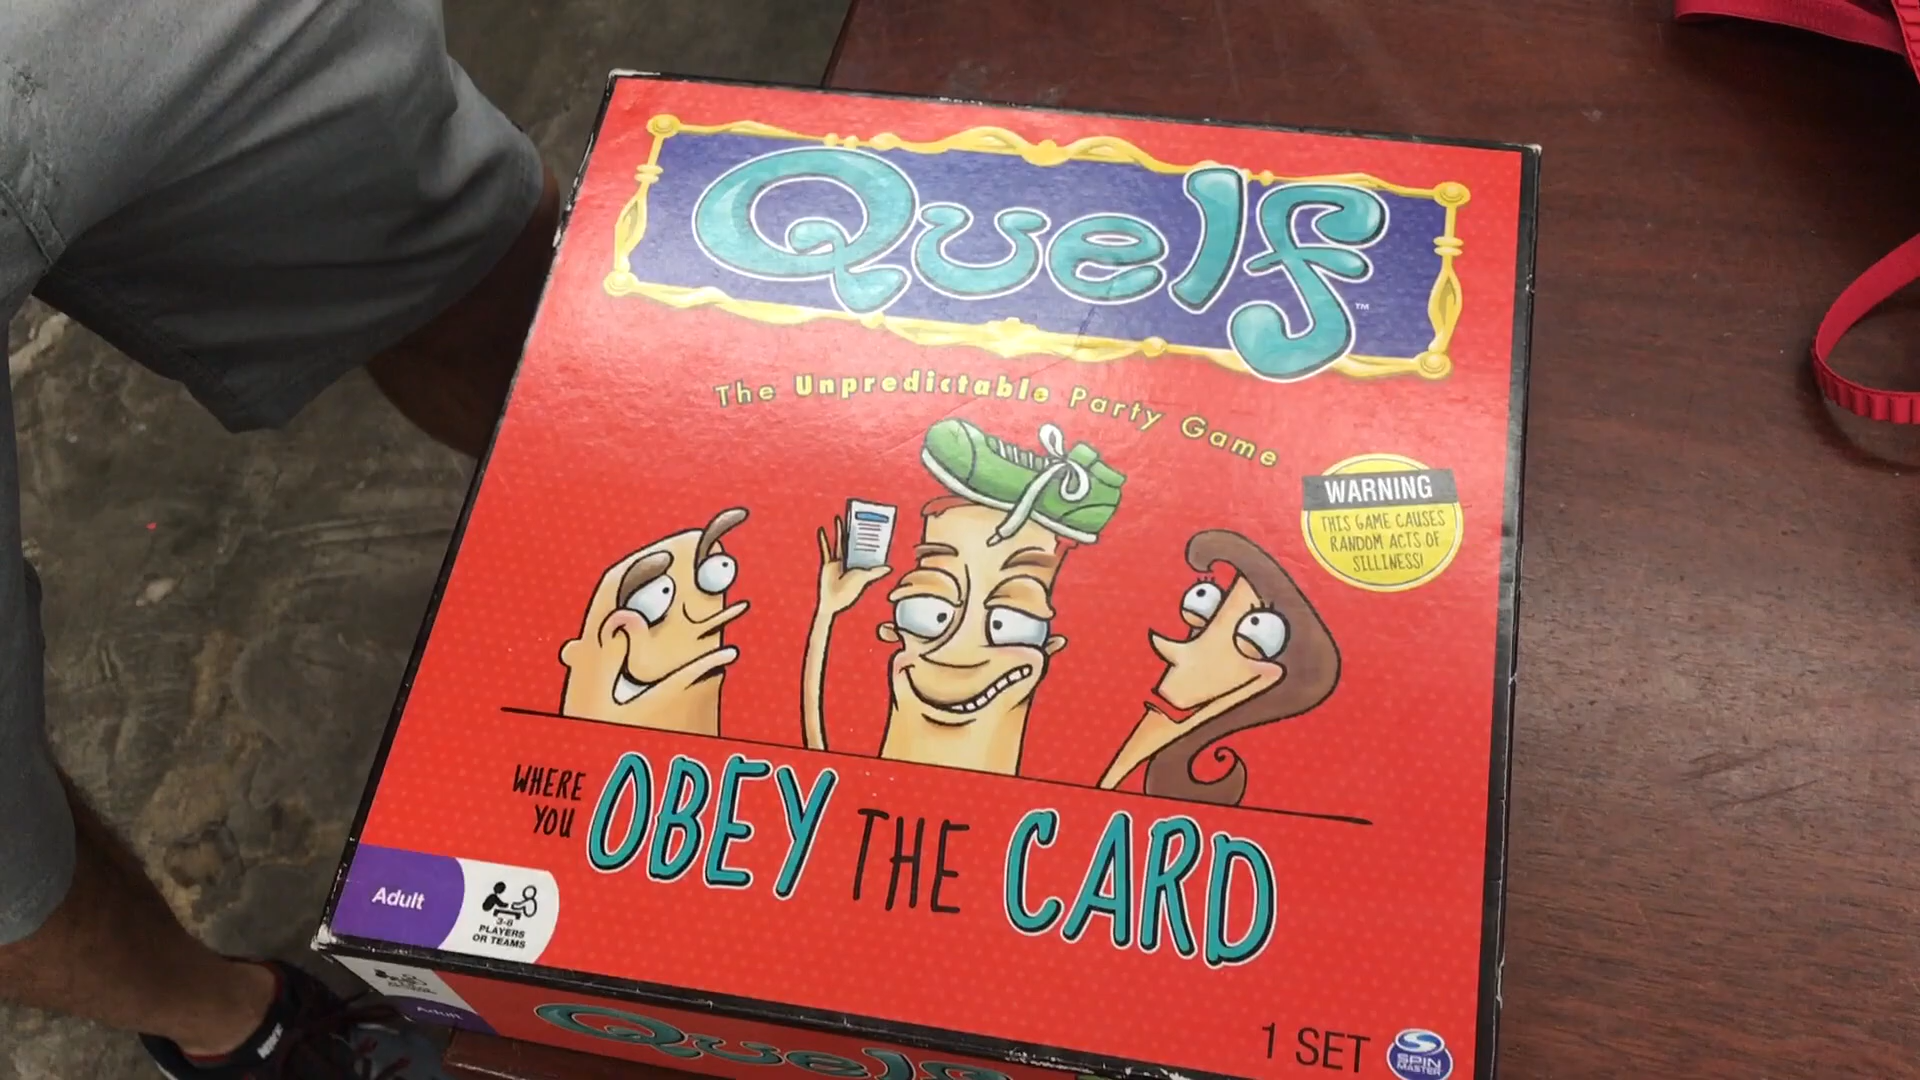 Quelf
TM
The Unpredictable Party Game
WARNING
THIS GAME CAUSES
RANDOM ACTS OF
SILLINESS!
WHERE
YOU
OBEY THE CARD
Adult
3-8
PLAYERS
OR TEAMS
1 SET
SPIN
MASTER
Adult
Quelf